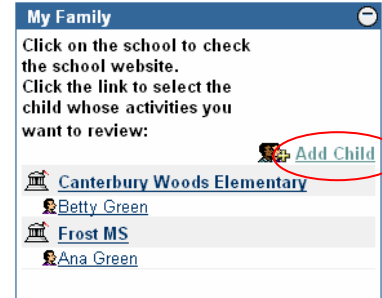 My Family
Click on the school to check
the school website.
Click the link to select the
child whose activities you
want to review:
Add Child
Canterbury Woods Elementary
Betty Green
Frost MS
Ana Green